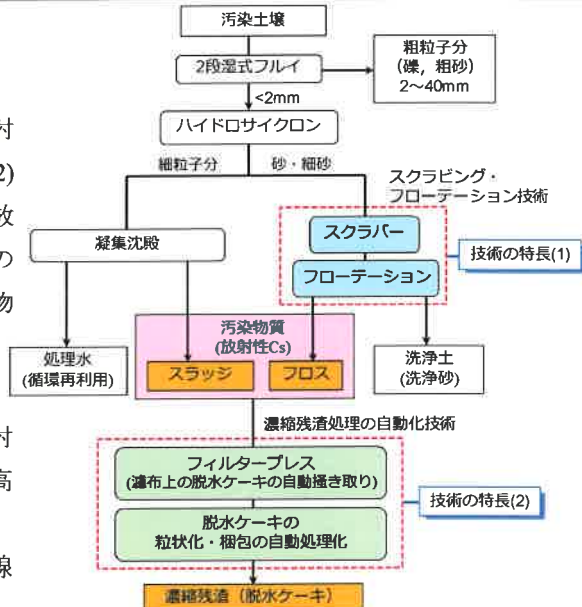 汚染土壌
2段湿式フルイ
粗粒子分
(礫，粗砂)
2～40mm
<2mm
ハイドロサイクロン
細粒子分
砂・細砂
スクラビング・
フローテーション技術
凝集沈殿
スクラバー
フローテーション
技術の特長(1)
汚染物質
(放射性Cs)
スラッジ
フロス
処理水
(循環再利用)
洗浄土
(洗浄砂)
濃縮残渣処理の自動化技術
フィルタープレス
(濾布上の脱水ケーキの自動掻き取り)
技術の特長(2)
脱水ケーキの
粒状化・梱包の自動処理化
濃縮残渣（脱水ケーキ）
付
2)
放
の
物
付
高
線